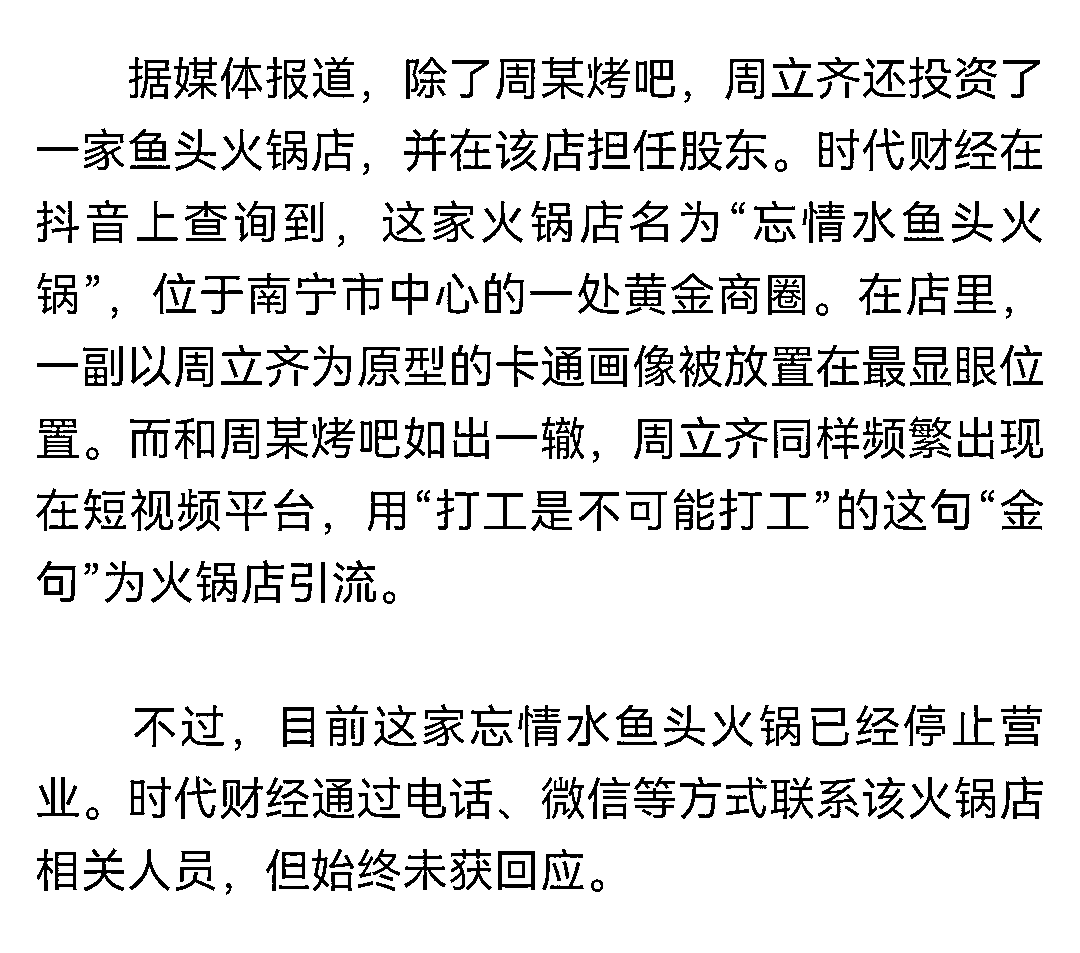 据媒体报道，除了周某烤吧，周立齐还投资了
一家鱼头火锅店，并在该店担任股东。时代财经在
抖音上查询到，这家火锅店名为“忘情水鱼头火
锅”，位于南宁市中心的一处黄金商圈。在店里，
一副以周立齐为原型的卡通画像被放置在最显眼位
置。而和周某烤吧如出一辙，周立齐同样频繁出现
在短视频平台，用“打工是不可能打工”的这句“金
句”为火锅店引流。
不过，目前这家忘情水鱼头火锅已经停止营
业。时代财经通过电话、微信等方式联系该火锅店
相关人员，但始终未获回应。